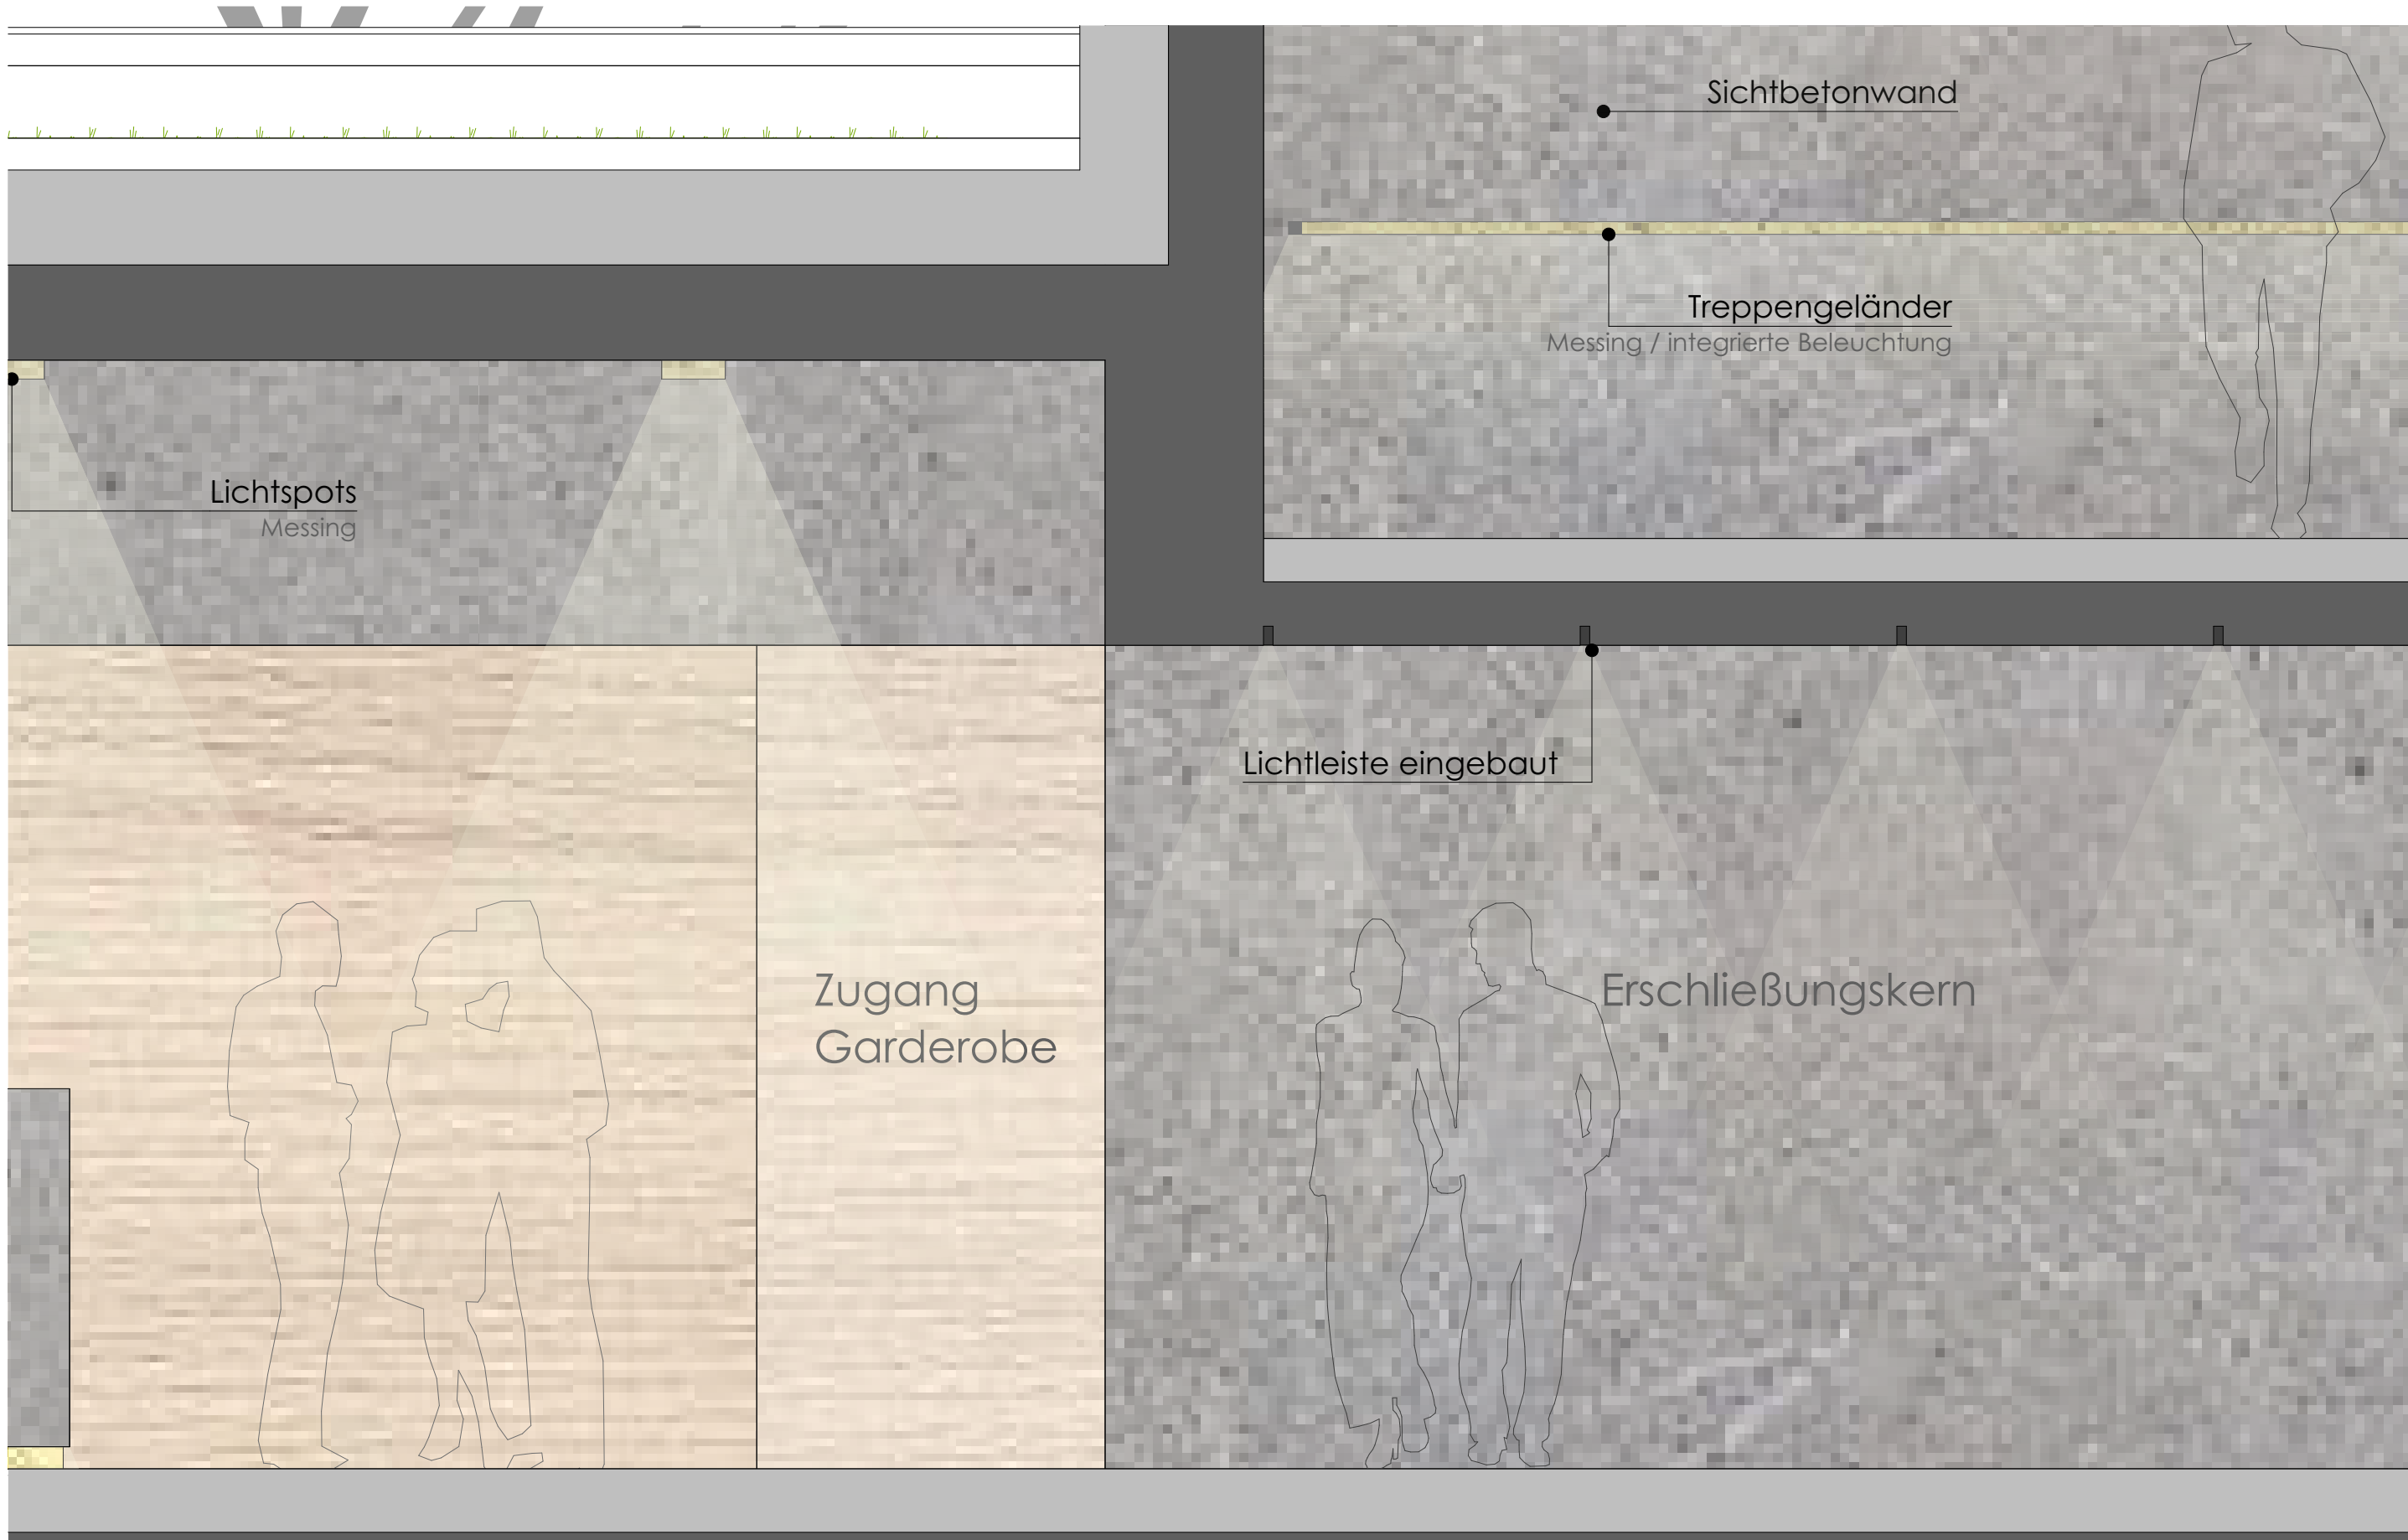 Sichtbetonwand
Treppengeländer
Messing / integrierte Beleuchtung
Lichtspots
Messing
Lichtleiste eingebaut
Zugang
Garderobe
Erschließungskern